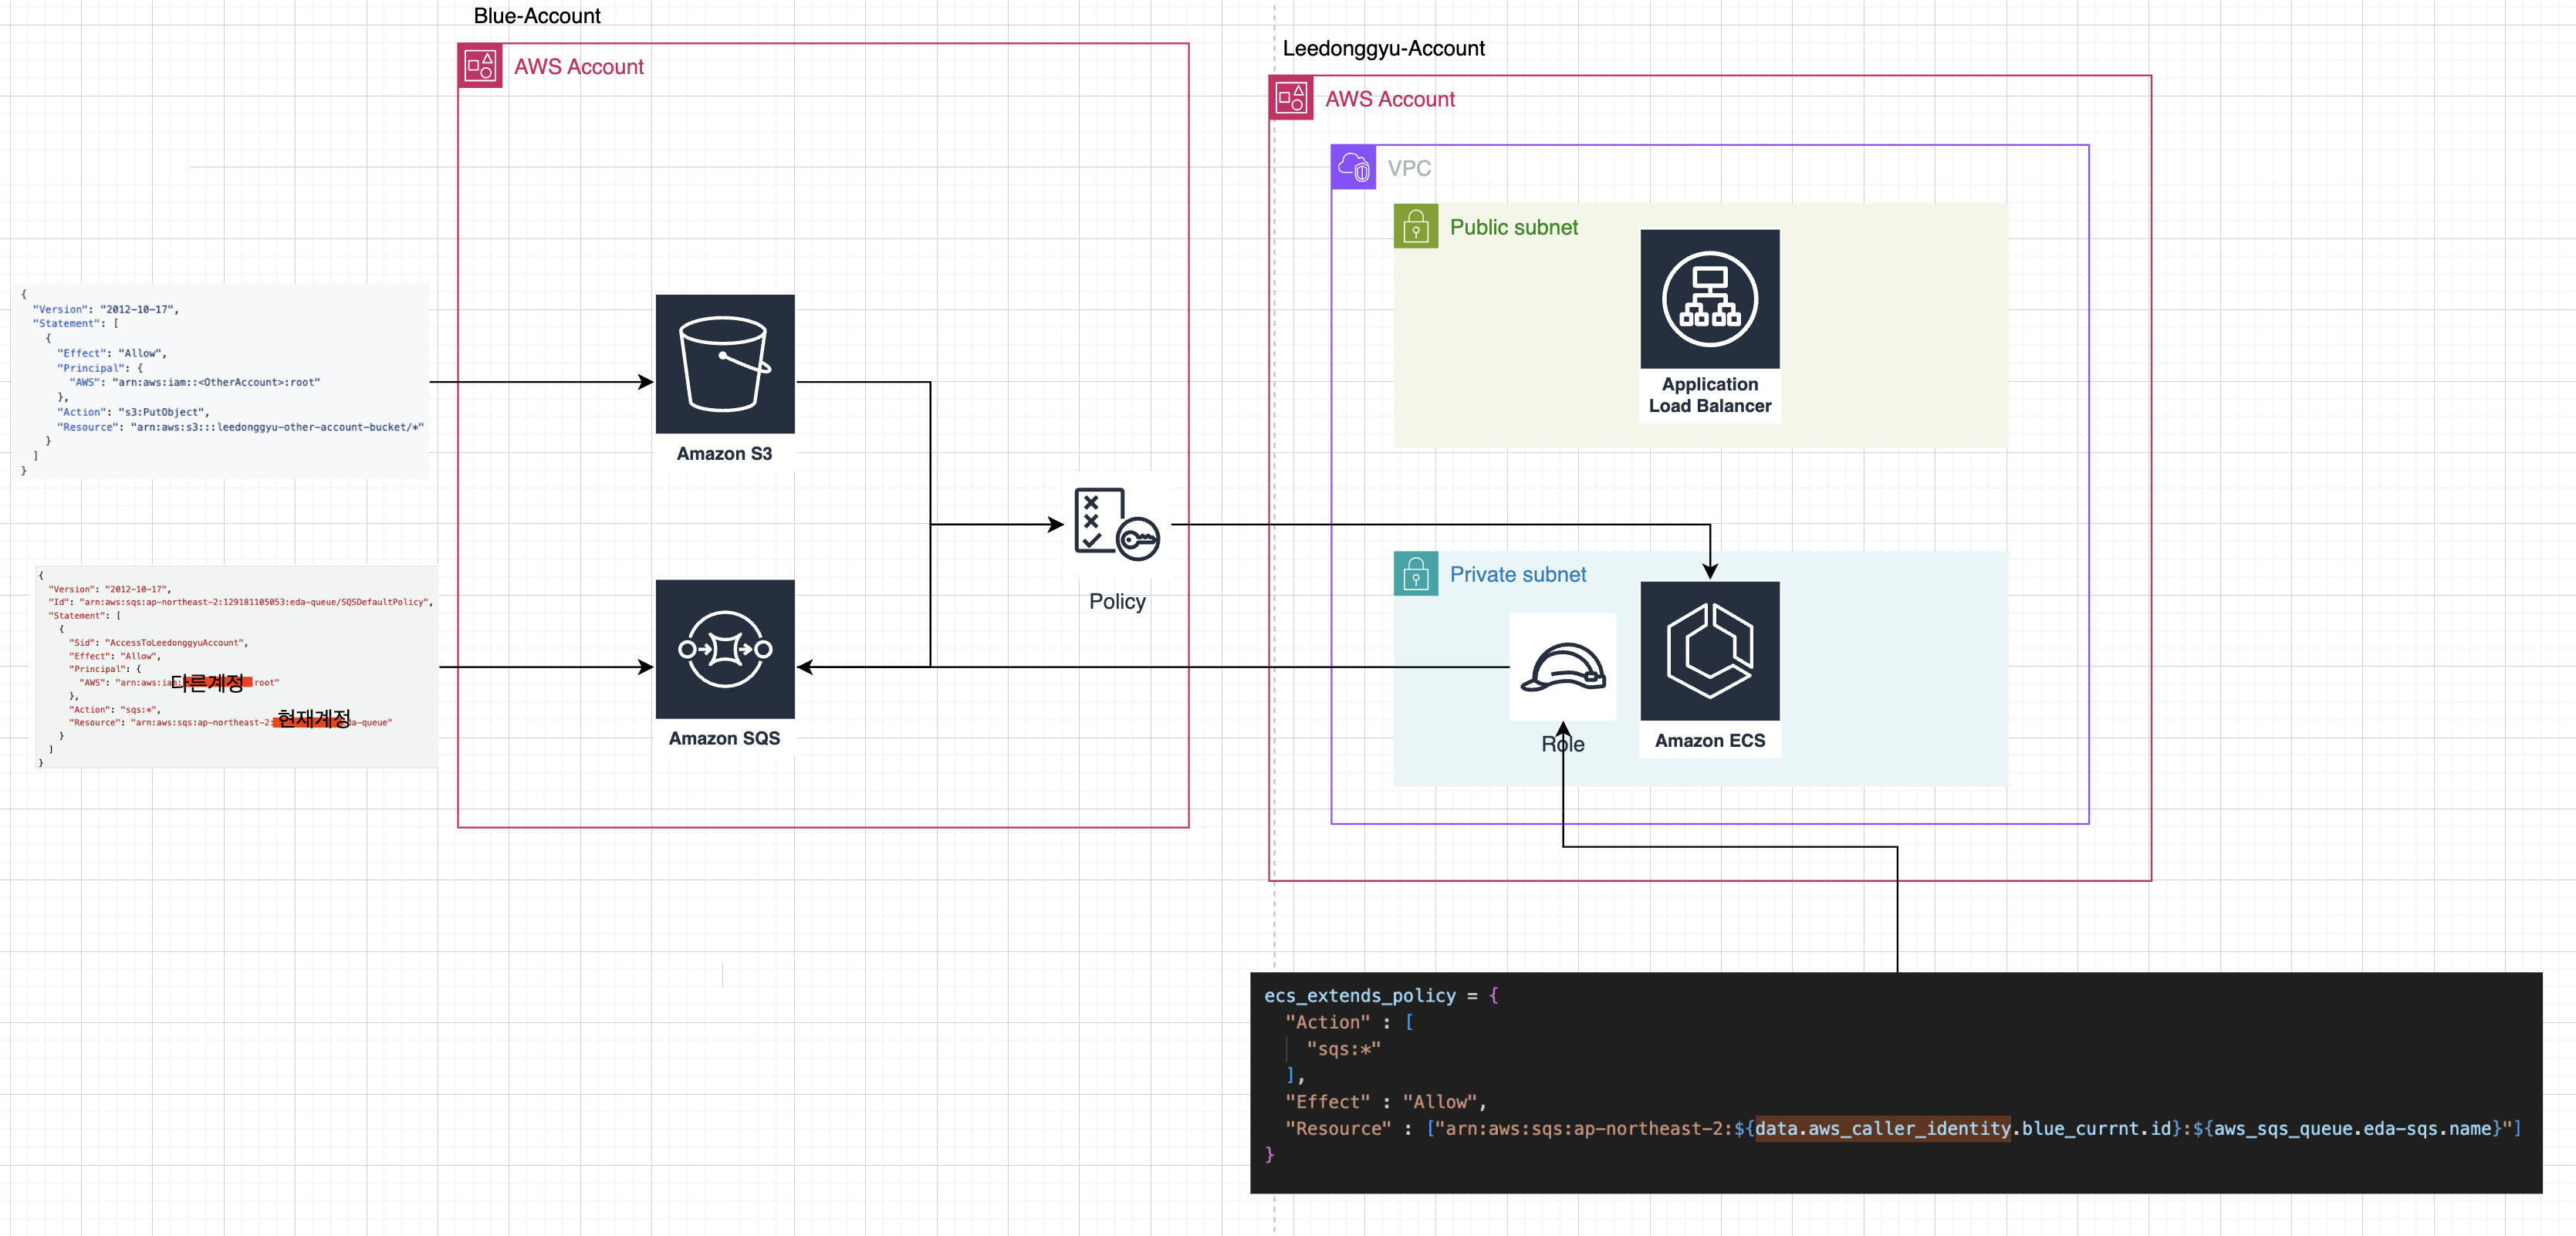 Blue-Account
AWS Account
{
"Version": "2012-10-17",
"Statement": [
{
"Effect": "Allow",
"Principal": {
"AWS": "arn:aws:iam::<OtherAccount>:root"
},
"Action": "s3:PutObject",
"Resource": "arn:aws:s3:::leedonggyu-other-account-bucket/*"
}
]
}
{
"Version": "2012-10-17",
"Id": "arn:aws:sqs:ap-northeast-2:129181105053:eda-queue/SQSDefaultPolicy",
"Statement": [
{
"Sid": "AccessToLeedonggyuAccount",
"Effect": "Allow",
"Principal": {
"AWS": "arn:aws:iam:다른계정 root"
},
"Action": "sqs:*",
"Resource": "arn:aws:sqs:ap-northeast-2:현재계정da-queue"
}
]
}
Amazon S3
Amazon SQS
Policy
Leedonggyu-Account
AWS Account
VPC
Public subnet
Application
Load Balancer
Private subnet
Role
Amazon ECS
ecs_extends_policy = {
"Action" : [
"sqs:*"
],
"Effect" : "Allow",
"Resource" : ["arn:aws:sqs:ap-northeast-2:${data.aws_caller_identity.blue_currnt.id}:${aws_sqs_queue.eda-sqs.name}"]
}